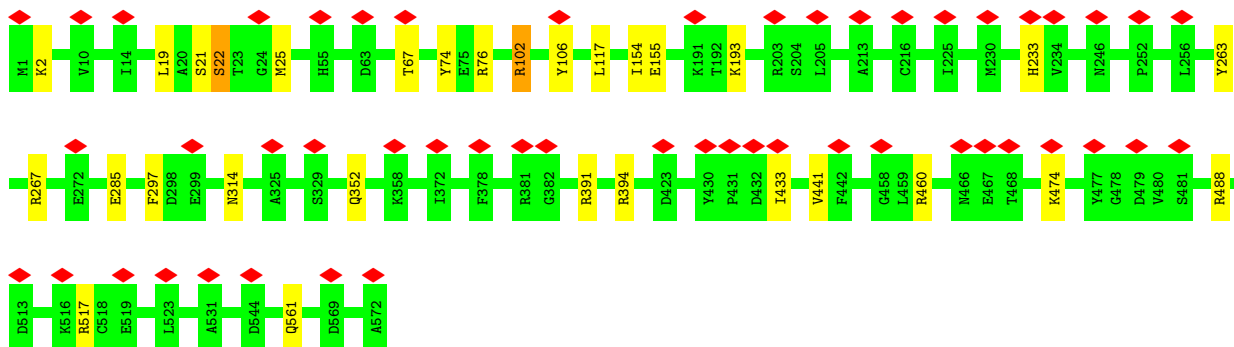 M1 K2 V10 I14 L19 A20 S21 S22 T23 G24 M25 H55 D63 T67 Y74 E75 R76 R102 Y106 L117 I154 E155 K191 T192 K193 R203 S204 L205 A213 C216 I225 M230 H233 V234 N246 P252 L256 Y263
R267 E272 E285 F297 D298 E299 N314 A325 S329 Q352 K358 I372 F378 R381 G382 R391 R394 D423 Y430 P431 D432 I433 V441 F442 G458 L459 R460 N466 E467 T468 K474 Y477 G478 D479 V480 S481 R488
D513 K516 R517 C518 E519 L523 A531 D544 Q561 D569 A572